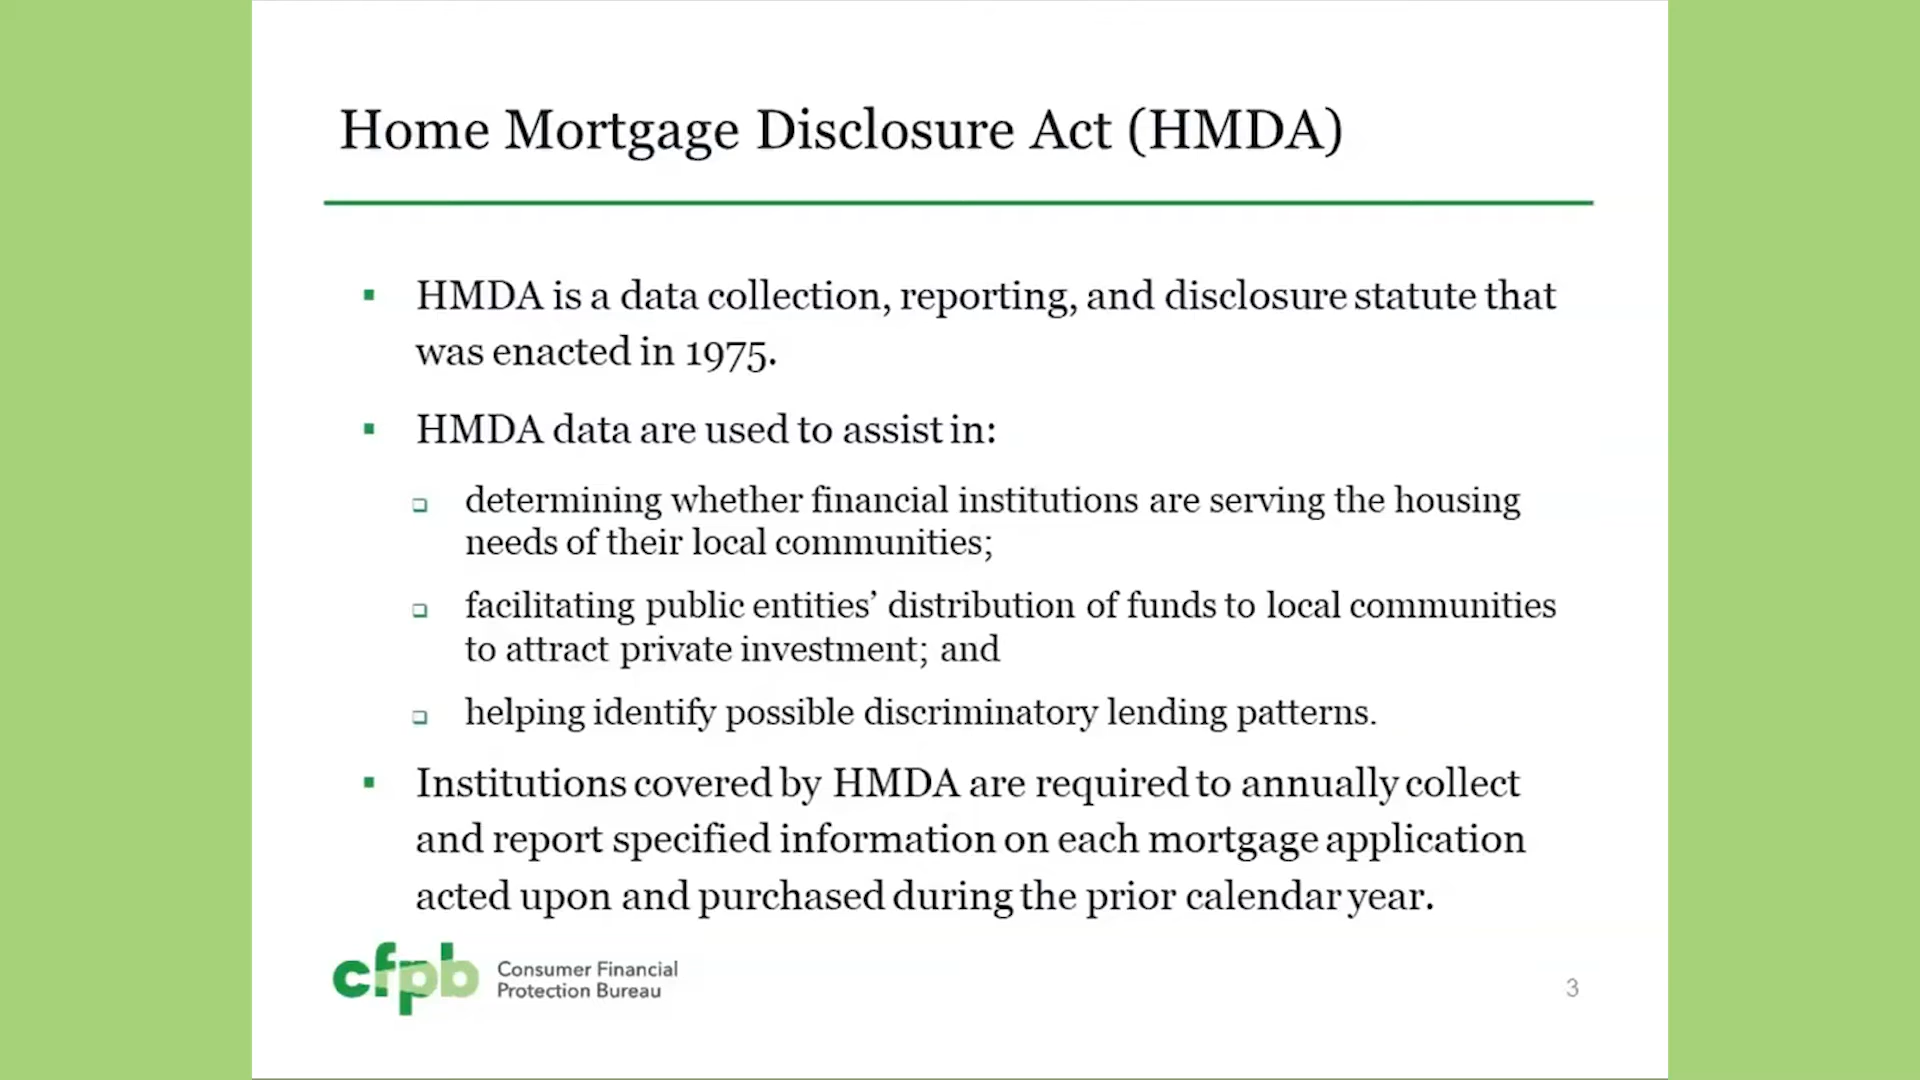 Home Mortgage Disclosure Act (HMDA)
HMDA is a data collection, reporting, and disclosure statute that
was enacted in 1975.
HMDA data are used to assist in:
determining whether financial institutions are serving the housing
needs of their local communities;
facilitating public entities’ distribution of funds to local communities
to attract private investment; and
helping identify possible discriminatory lending patterns.
Institutions covered by HMDA are required to annually collect
and report specified information on each mortgage application
acted upon and purchased during the prior calendar year.
cfpb
Consumer Financial
Protection Bureau
3